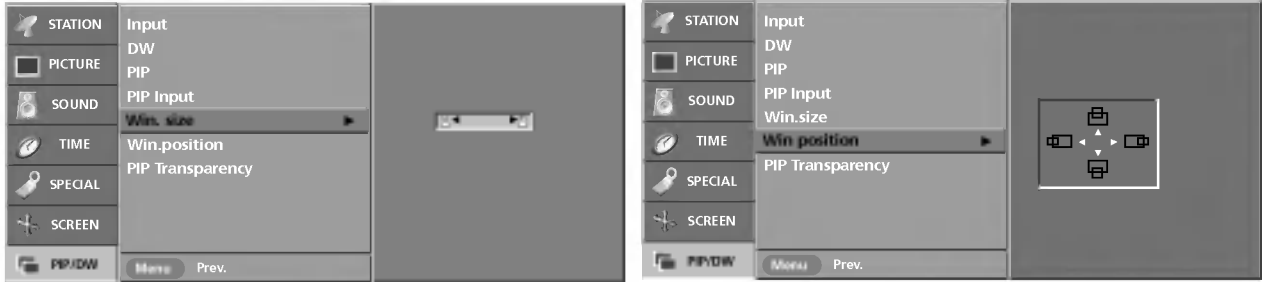 STATION
PICTURE
SOUND
TIME
SPECIAL
SCREEN
PIP/DW
Input
DW
PIP
PIP Input
Win. size
Win.position
PIP Transparency
Menu Prev.
STATION
PICTURE
SOUND
TIME
SPECIAL
SCREEN
PIP/DW
Input
DW
PIP
PIP Input
Win.size
Win position
PIP Transparency
Menu Prev.